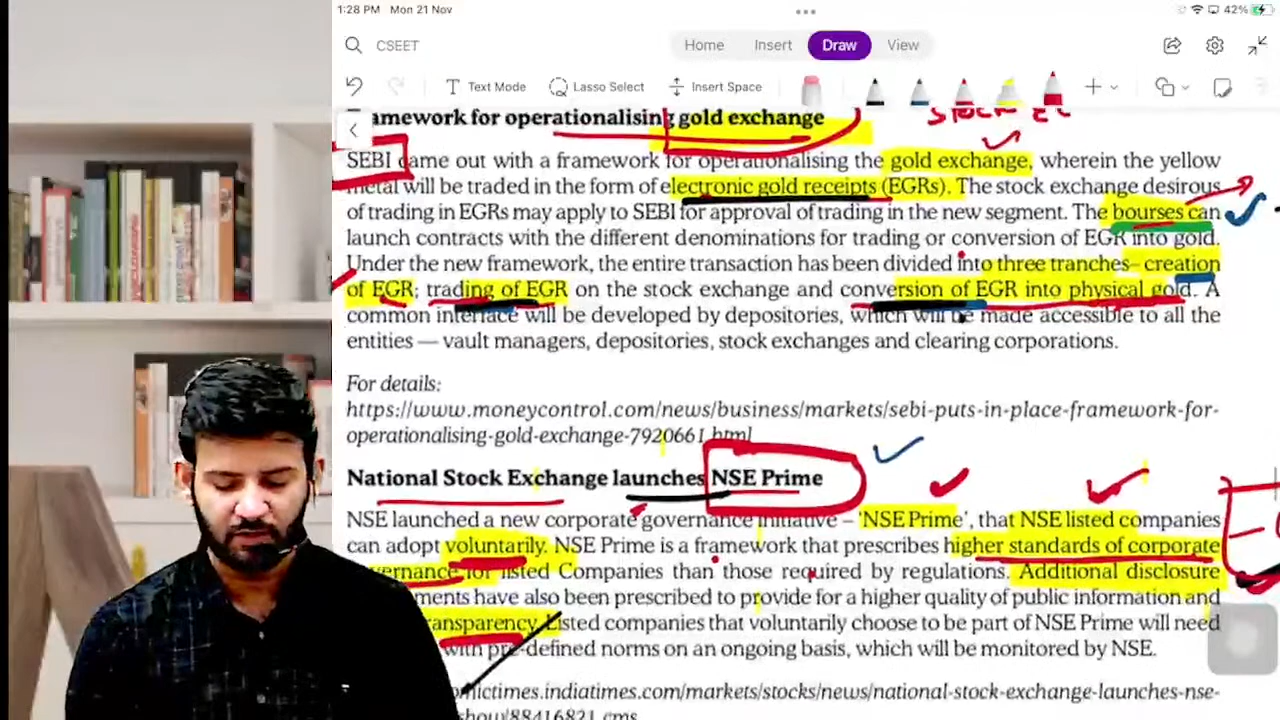 1:28 PM Mon 21 Nov
42%
CSEET
Home Insert Draw View
Text Mode Lasso Select Insert Space
amework for operationalising gold exchange
SEBI came out with a framework for operationalising the gold exchange, wherein the yellow
metal will be traded in the form of electronic gold receipts (EGRs). The stock exchange desirous
of trading in EGRs may apply to SEBI for approval of trading in the new segment. The bourses can
launch contracts with the different denominations for trading or conversion of EGR into gold.
Under the new framework, the entire transaction has been divided into three tranches– creation
of EGR; trading of EGR on the stock exchange and conversion of EGR into physical gold. A
common interface will be developed by depositories, which will be made accessible to all the
entities — vault managers, depositories, stock exchanges and clearing corporations.
For details:
https://www.moneycontrol.com/news/business/markets/sebi-puts-in-place-framework-for-
operationalising-gold-exchange-7920661.html
National Stock Exchange launches NSE Prime
NSE launched a new corporate governance initiative – 'NSE Prime', that NSE listed companies
can adopt voluntarily. NSE Prime is a framework that prescribes higher standards of corporate
vernance for listed Companies than those required by regulations. Additional disclosure
ments have also been prescribed to provide for a higher quality of public information and
ansparency. Listed companies that voluntarily choose to be part of NSE Prime will need
with pre-defined norms on an ongoing basis, which will be monitored by NSE.
mictimes.indiatimes.com/markets/stocks/news/national-stock-exchange-launches-nse-
show/88416821.cms